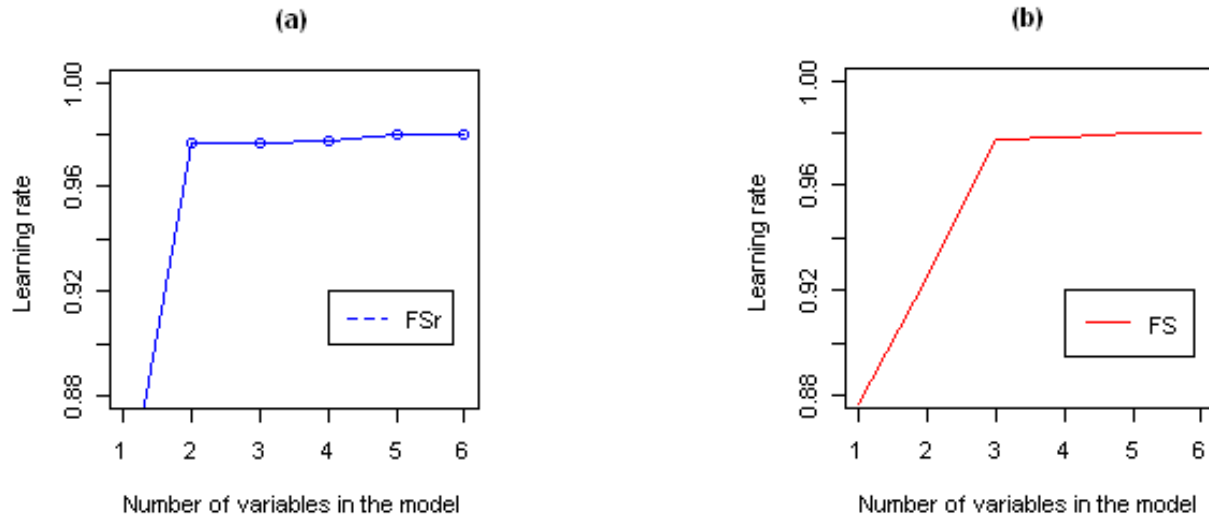 (a)
1.00
0.96
0.92
0.88
Learning rate
FSr
1 2 3 4 5 6
Number of variables in the model
(b)
1.00
0.96
0.92
0.88
Learning rate
FS
1 2 3 4 5 6
Number of variables in the model